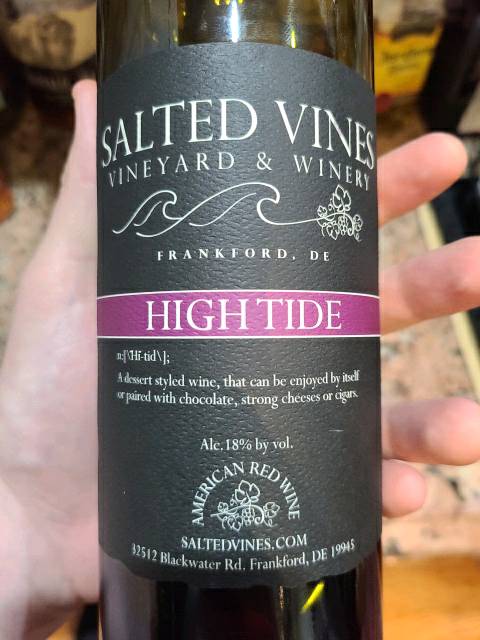 SALTED VINES
VINEYARD & WINERY
FRANKFORD, DE
HIGH TIDE
n:[\Hī-tid\];
A dessert styled wine, that can be enjoyed by itself
or paired with chocolate, strong cheeses or cigars.
Alc.18% by vol.
AMERICAN RED WINE
SALTEDVINES.COM
32512 Blackwater Rd. Frankford, DE 19945